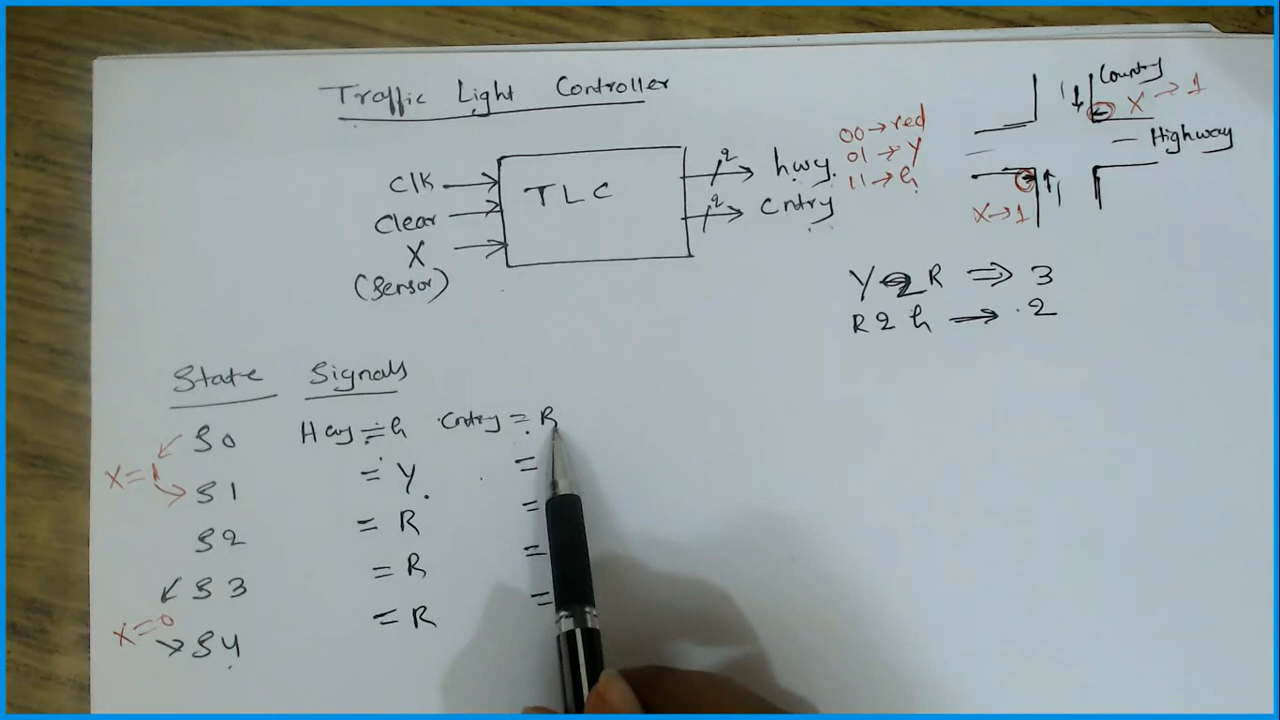 Traffic Light Controller
Clk
Clear
X
(Sensor)
TLC
2
hwy.
2
Cntry
00 → red
01 → Y
11 → G
Country
X → 1
Highway
X → 1
Y 2 R ⇒ 3
R 2 G → 2
State Signals
S0 Hwy = G Cntry = R
X = 1
S1 = Y =
S2 = R =
S3 = R =
X = 0
S4 = R =